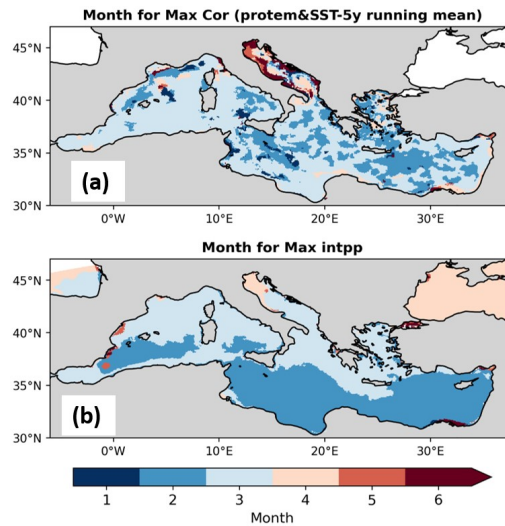 Month for Max Cor (protem&SST-5y running mean)
45°N
40°N
35°N
30°N
(a)
0°W 10°E 20°E 30°E
Month for Max intpp
45°N
40°N
35°N
30°N
(b)
0°W 10°E 20°E 30°E
1 2 3 4 5 6
Month